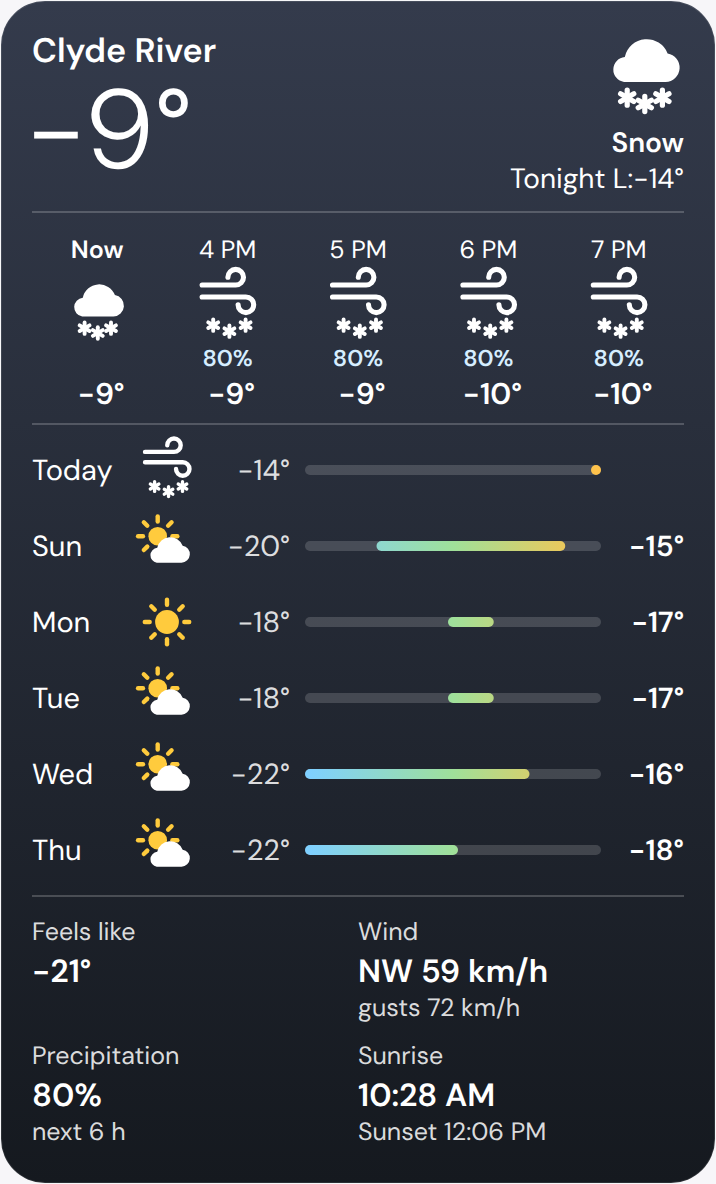 Clyde River
-9°
Snow
Tonight L:-14°
Now 4 PM 5 PM 6 PM 7 PM
80% 80% 80% 80%
-9° -9° -9° -10° -10°
Today -14°
Sun -20° -15°
Mon -18° -17°
Tue -18° -17°
Wed -22° -16°
Thu -22° -18°
Feels like
-21°
Wind
NW 59 km/h
gusts 72 km/h
Precipitation
80%
next 6 h
Sunrise
10:28 AM
Sunset 12:06 PM